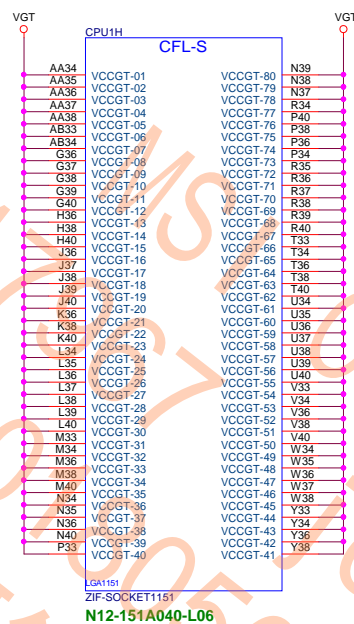 VGT VGT
CPU1H
CFL-S
AA34 VCCGT-01 VCCGT-80 N39
AA35 VCCGT-02 VCCGT-79 N38
AA36 VCCGT-03 VCCGT-78 N37
AA37 VCCGT-04 VCCGT-77 R34
AA38 VCCGT-05 VCCGT-76 P40
AB33 VCCGT-06 VCCGT-75 P38
AB34 VCCGT-07 VCCGT-74 P36
G36 VCCGT-08 VCCGT-73 P34
G37 VCCGT-09 VCCGT-72 R35
G38 VCCGT-10 VCCGT-71 R36
G39 VCCGT-11 VCCGT-70 R37
G40 VCCGT-12 VCCGT-69 R38
H36 VCCGT-13 VCCGT-68 R39
H38 VCCGT-14 VCCGT-67 R40
H40 VCCGT-15 VCCGT-66 T33
J36 VCCGT-16 VCCGT-65 T34
J37 VCCGT-17 VCCGT-64 T36
J38 VCCGT-18 VCCGT-63 T38
J39 VCCGT-19 VCCGT-62 T40
J40 VCCGT-20 VCCGT-61 U34
K36 VCCGT-21 VCCGT-60 U35
K38 VCCGT-22 VCCGT-59 U36
K40 VCCGT-23 VCCGT-58 U37
L34 VCCGT-24 VCCGT-57 U38
L35 VCCGT-25 VCCGT-56 U39
L36 VCCGT-26 VCCGT-55 U40
L37 VCCGT-27 VCCGT-54 V33
L38 VCCGT-28 VCCGT-53 V34
L39 VCCGT-29 VCCGT-52 V36
L40 VCCGT-30 VCCGT-51 V38
M33 VCCGT-31 VCCGT-50 V40
M34 VCCGT-32 VCCGT-49 W34
M36 VCCGT-33 VCCGT-48 W35
M38 VCCGT-34 VCCGT-47 W36
M40 VCCGT-35 VCCGT-46 W37
N34 VCCGT-36 VCCGT-45 W38
N35 VCCGT-37 VCCGT-44 Y33
N36 VCCGT-38 VCCGT-43 Y34
N40 VCCGT-39 VCCGT-42 Y36
P33 VCCGT-40 VCCGT-41 Y38
LGA1151
ZIF-SOCKET1151
N12-151A040-L06